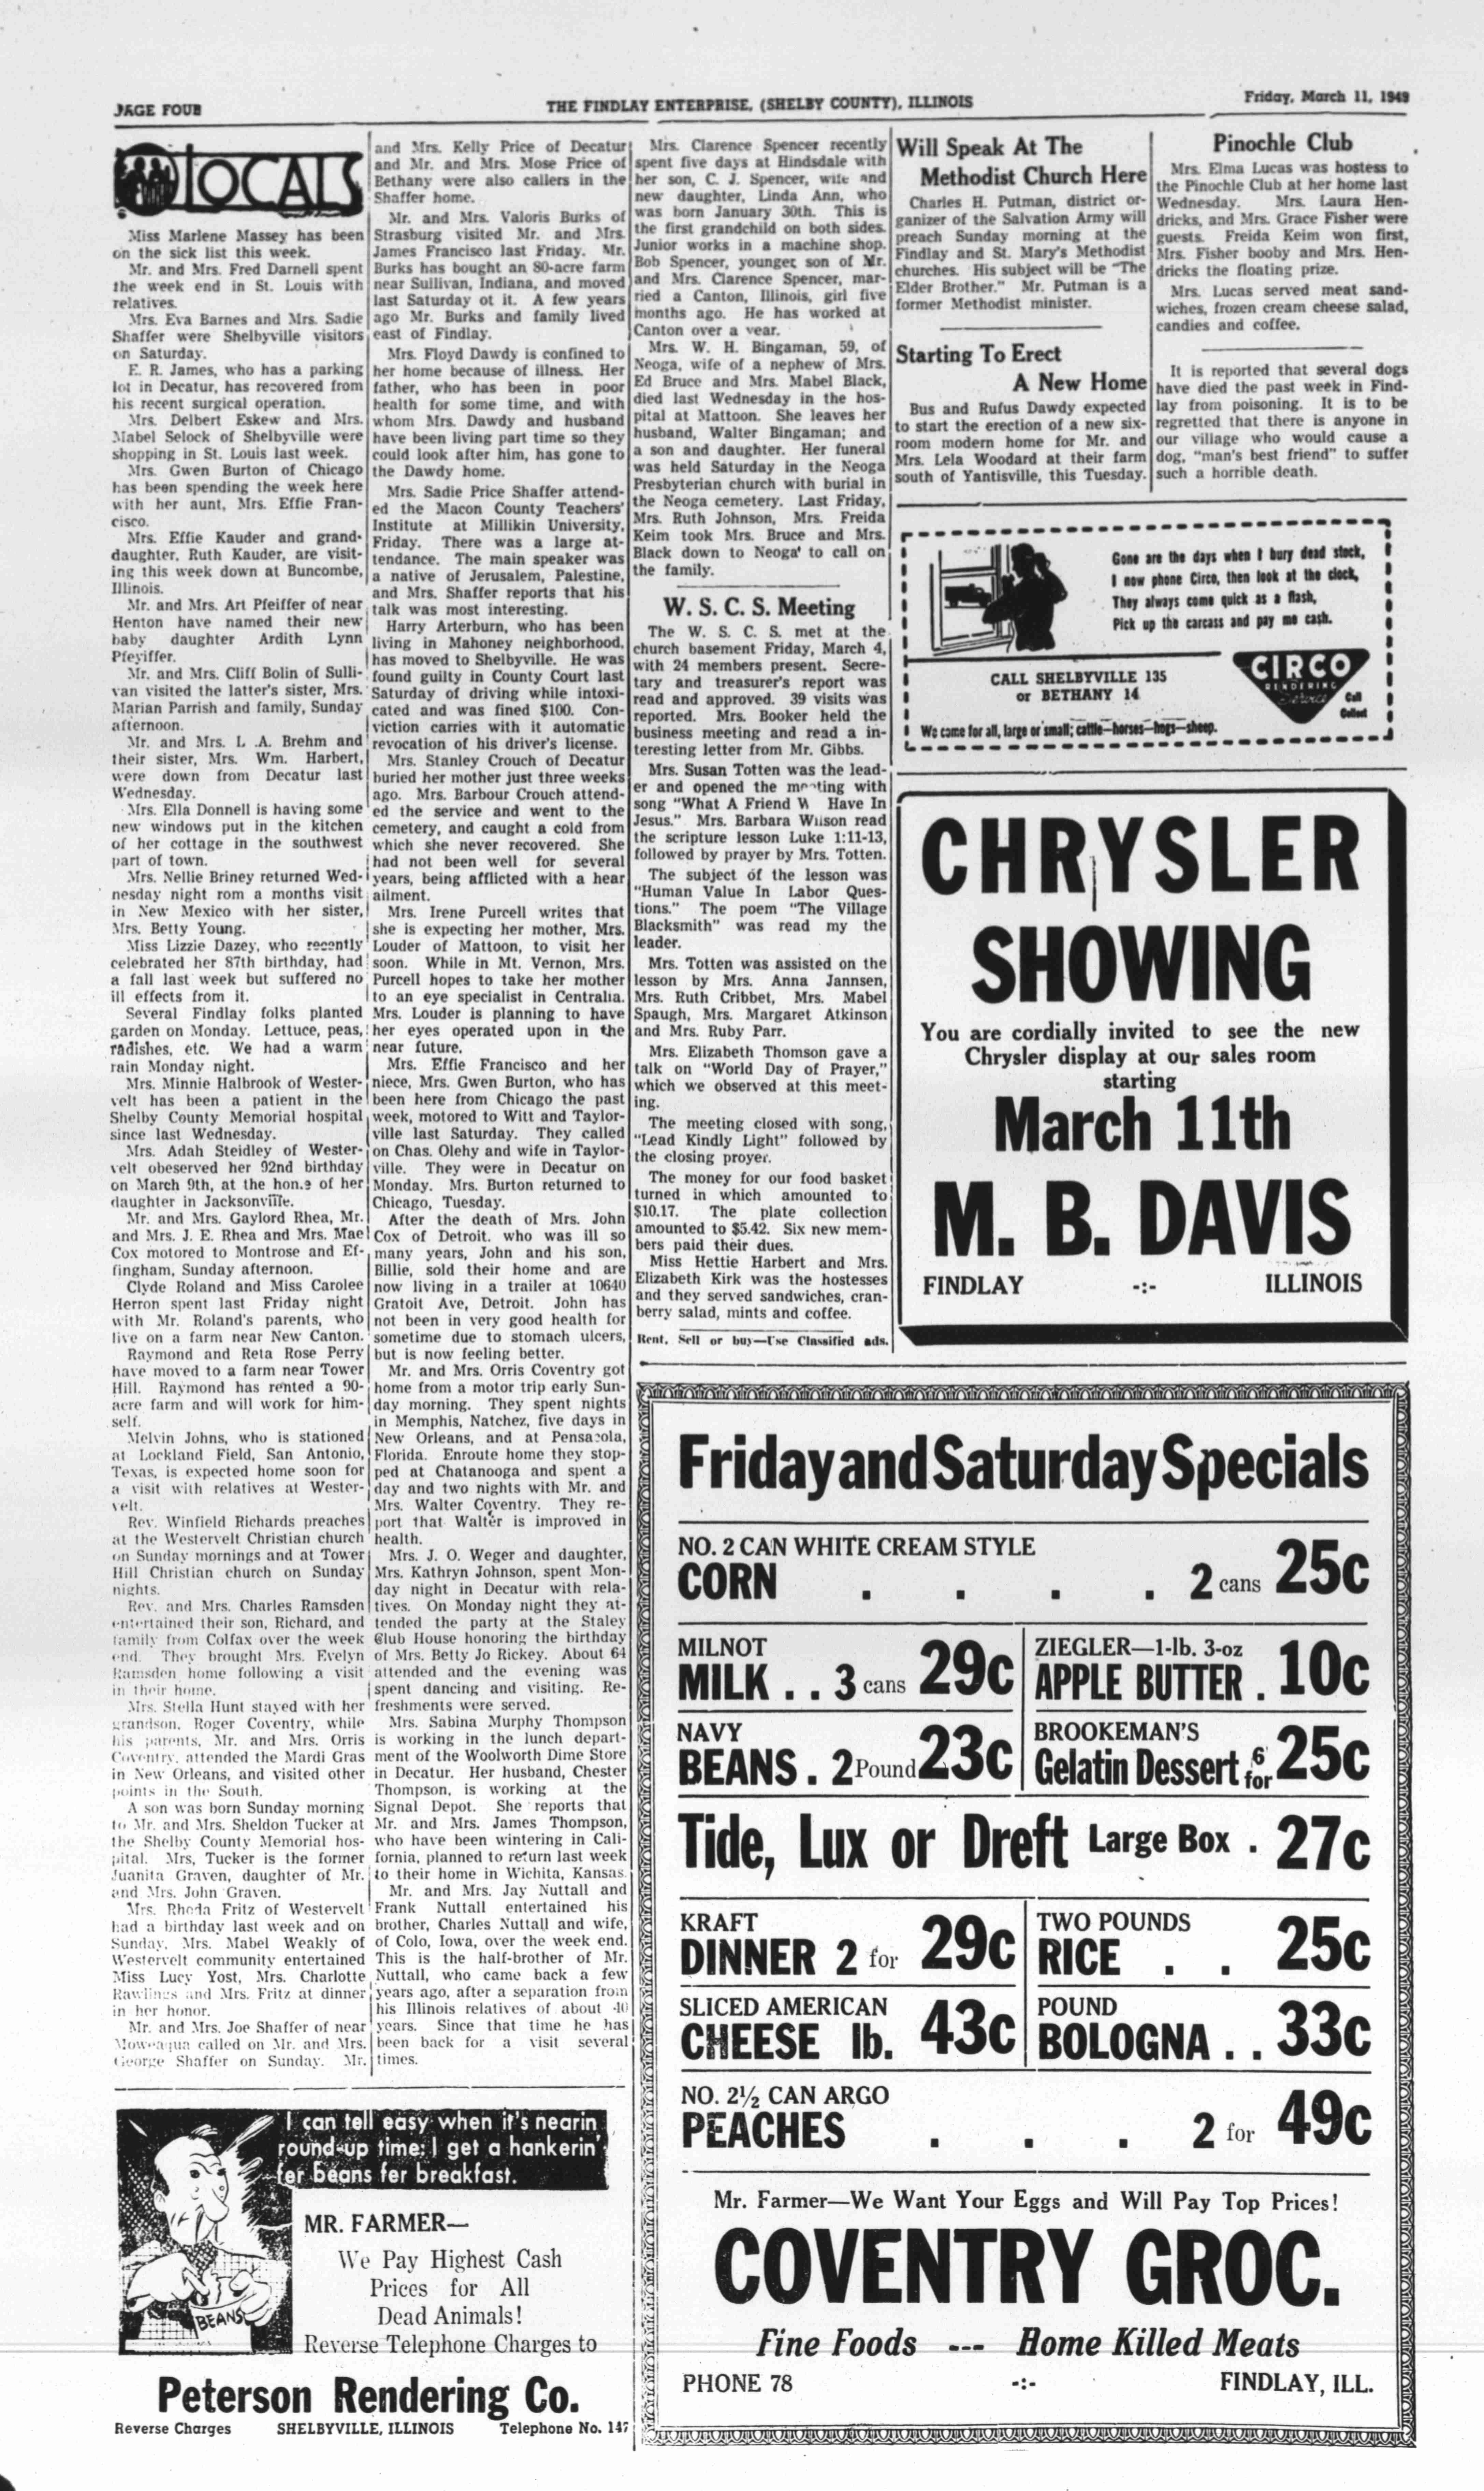 PAGE FOUR
THE FINDLAY ENTERPRISE, (SHELBY COUNTY), ILLINOIS
Friday, March 11, 1949
LOCALS
Miss Marlene Massey has been
on the sick list this week.
Mr. and Mrs. Fred Darnell spent
the week end in St. Louis with
relatives.
Mrs. Eva Barnes and Mrs. Sadie
Shaffer were Shelbyville visitors
on Saturday.
E. R. James, who has a parking
lot in Decatur, has recovered from
his recent surgical operation.
Mrs. Delbert Eskew and Mrs.
Mabel Selock of Shelbyville were
shopping in St. Louis last week.
Mrs. Gwen Burton of Chicago
has been spending the week here
with her aunt, Mrs. Effie Fran-
cisco.
Mrs. Effie Kauder and grand-
daughter, Ruth Kauder, are visit-
ing this week down at Buncombe,
Illinois.
Mr. and Mrs. Art Pfeiffer of near
Henton have named their new
baby daughter Ardith Lynn
Pfeyiffer.
Mr. and Mrs. Cliff Bolin of Sulli-
van visited the latter's sister, Mrs.
Marian Parrish and family, Sunday
afternoon.
Mr. and Mrs. L .A. Brehm and
their sister, Mrs. Wm. Harbert,
were down from Decatur last
Wednesday.
Mrs. Ella Donnell is having some
new windows put in the kitchen
of her cottage in the southwest
part of town.
Mrs. Nellie Briney returned Wed-
nesday night rom a months visit
in New Mexico with her sister,
Mrs. Betty Young.
Miss Lizzie Dazey, who recently
celebrated her 87th birthday, had
a fall last week but suffered no
ill effects from it.
Several Findlay folks planted
garden on Monday. Lettuce, peas,
radishes, etc. We had a warm
rain Monday night.
Mrs. Minnie Halbrook of Wester-
velt has been a patient in the
Shelby County Memorial hospital
since last Wednesday.
Mrs. Adah Steidley of Wester-
velt obeserved her 92nd birthday
on March 9th, at the hon.e of her
daughter in Jacksonville.
Mr. and Mrs. Gaylord Rhea, Mr.
and Mrs. J. E. Rhea and Mrs. Mae
Cox motored to Montrose and Ef-
fingham, Sunday afternoon.
Clyde Roland and Miss Carolee
Herron spent last Friday night
with Mr. Roland's parents, who
live on a farm near New Canton.
Raymond and Reta Rose Perry
have moved to a farm near Tower
Hill. Raymond has rented a 90-
acre farm and will work for him-
self.
Melvin Johns, who is stationed
at Lockland Field, San Antonio,
Texas, is expected home soon for
a visit with relatives at Wester-
velt.
Rev. Winfield Richards preaches
at the Westervelt Christian church
on Sunday mornings and at Tower
Hill Christian church on Sunday
nights.
Rev. and Mrs. Charles Ramsden
entertained their son, Richard, and
family from Colfax over the week
end. They brought Mrs. Evelyn
Ramsden home following a visit
in their home.
Mrs. Stella Hunt stayed with her
grandson, Roger Coventry, while
his parents, Mr. and Mrs. Orris
Coventry, attended the Mardi Gras
in New Orleans, and visited other
points in the South.
A son was born Sunday morning
to Mr. and Mrs. Sheldon Tucker at
the Shelby County Memorial hos-
pital. Mrs, Tucker is the former
Juanita Graven, daughter of Mr.
and Mrs. John Graven.
Mrs. Rhoda Fritz of Westervelt
had a birthday last week and on
Sunday, Mrs. Mabel Weakly of
Westervelt community entertained
Miss Lucy Yost, Mrs. Charlotte
Rawlings and Mrs. Fritz at dinner
in her honor.
Mr. and Mrs. Joe Shaffer of near
Moweaqua called on Mr. and Mrs.
George Shaffer on Sunday. Mr.
and Mrs. Kelly Price of Decatur
and Mr. and Mrs. Mose Price of
Bethany were also callers in the
Shaffer home.
Mr. and Mrs. Valoris Burks of
Strasburg visited Mr. and Mrs.
James Francisco last Friday. Mr.
Burks has bought an 80-acre farm
near Sullivan, Indiana, and moved
last Saturday ot it. A few years
ago Mr. Burks and family lived
east of Findlay.
Mrs. Floyd Dawdy is confined to
her home because of illness. Her
father, who has been in poor
health for some time, and with
whom Mrs. Dawdy and husband
have been living part time so they
could look after him, has gone to
the Dawdy home.
Mrs. Sadie Price Shaffer attend-
ed the Macon County Teachers'
Institute at Millikin University,
Friday. There was a large at-
tendance. The main speaker was
a native of Jerusalem, Palestine,
and Mrs. Shaffer reports that his
talk was most interesting.
Harry Arterburn, who has been
living in Mahoney neighborhood,
has moved to Shelbyville. He was
found guilty in County Court last
Saturday of driving while intoxi-
cated and was fined $100. Con-
viction carries with it automatic
revocation of his driver's license.
Mrs. Stanley Crouch of Decatur
buried her mother just three weeks
ago. Mrs. Barbour Crouch attend-
ed the service and went to the
cemetery, and caught a cold from
which she never recovered. She
had not been well for several
years, being afflicted with a hear
ailment.
Mrs. Irene Purcell writes that
she is expecting her mother, Mrs.
Louder of Mattoon, to visit her
soon. While in Mt. Vernon, Mrs.
Purcell hopes to take her mother
to an eye specialist in Centralia.
Mrs. Louder is planning to have
her eyes operated upon in the
near future.
Mrs. Effie Francisco and her
niece, Mrs. Gwen Burton, who has
been here from Chicago the past
week, motored to Witt and Taylor-
ville last Saturday. They called
on Chas. Olehy and wife in Taylor-
ville. They were in Decatur on
Monday. Mrs. Burton returned to
Chicago, Tuesday.
After the death of Mrs. John
Cox of Detroit. who was ill so
many years, John and his son,
Billie, sold their home and are
now living in a trailer at 10640
Gratoit Ave, Detroit. John has
not been in very good health for
sometime due to stomach ulcers,
but is now feeling better.
Mr. and Mrs. Orris Coventry got
home from a motor trip early Sun-
day morning. They spent nights
in Memphis, Natchez, five days in
New Orleans, and at Pensacola,
Florida. Enroute home they stop-
ped at Chatanooga and spent a
day and two nights with Mr. and
Mrs. Walter Coventry. They re-
port that Walter is improved in
health.
Mrs. J. O. Weger and daughter,
Mrs. Kathryn Johnson, spent Mon-
day night in Decatur with rela-
tives. On Monday night they at-
tended the party at the Staley
Club House honoring the birthday
of Mrs. Betty Jo Rickey. About 64
attended and the evening was
spent dancing and visiting. Re-
freshments were served.
Mrs. Sabina Murphy Thompson
is working in the lunch depart-
ment of the Woolworth Dime Store
in Decatur. Her husband, Chester
Thompson, is working at the
Signal Depot. She reports that
Mr. and Mrs. James Thompson,
who have been wintering in Cali-
fornia, planned to return last week
to their home in Wichita, Kansas.
Mr. and Mrs. Jay Nuttall and
Frank Nuttall entertained his
brother, Charles Nuttall and wife,
of Colo, Iowa, over the week end.
This is the half-brother of Mr.
Nuttall, who came back a few
years ago, after a separation from
his Illinois relatives of about 40
years. Since that time he has
been back for a visit several
times.
I can tell easy when it's nearin
round-up time; I get a hankerin'
fer beans fer breakfast.
BEANS
MR. FARMER—
We Pay Highest Cash
Prices for All
Dead Animals!
Reverse Telephone Charges to
Peterson Rendering Co.
Reverse Charges SHELBYVILLE, ILLINOIS Telephone No. 147
Mrs. Clarence Spencer recently
spent five days at Hindsdale with
her son, C. J. Spencer, wife and
new daughter, Linda Ann, who
was born January 30th. This is
the first grandchild on both sides.
Junior works in a machine shop.
Bob Spencer, younger son of Mr.
and Mrs. Clarence Spencer, mar-
ried a Canton, Illinois, girl five
months ago. He has worked at
Canton over a year.
Mrs. W. H. Bingaman, 59, of
Neoga, wife of a nephew of Mrs.
Ed Bruce and Mrs. Mabel Black,
died last Wednesday in the hos-
pital at Mattoon. She leaves her
husband, Walter Bingaman; and
a son and daughter. Her funeral
was held Saturday in the Neoga
Presbyterian church with burial in
the Neoga cemetery. Last Friday,
Mrs. Ruth Johnson, Mrs. Freida
Keim took Mrs. Bruce and Mrs.
Black down to Neoga to call on
the family.
W. S. C. S. Meeting
The W. S. C. S. met at the
church basement Friday, March 4,
with 24 members present. Secre-
tary and treasurer's report was
read and approved. 39 visits was
reported. Mrs. Booker held the
business meeting and read a in-
teresting letter from Mr. Gibbs.
Mrs. Susan Totten was the lead-
er and opened the meeting with
song "What A Friend W Have In
Jesus." Mrs. Barbara Wilson read
the scripture lesson Luke 1:11-13,
followed by prayer by Mrs. Totten.
The subject of the lesson was
"Human Value In Labor Ques-
tions." The poem "The Village
Blacksmith" was read my the
leader.
Mrs. Totten was assisted on the
lesson by Mrs. Anna Jannsen,
Mrs. Ruth Cribbet, Mrs. Mabel
Spaugh, Mrs. Margaret Atkinson
and Mrs. Ruby Parr.
Mrs. Elizabeth Thomson gave a
talk on "World Day of Prayer,"
which we observed at this meet-
ing.
The meeting closed with song,
"Lead Kindly Light" followed by
the closing proyer.
The money for our food basket
turned in which amounted to
$10.17. The plate collection
amounted to $5.42. Six new mem-
bers paid their dues.
Miss Hettie Harbert and Mrs.
Elizabeth Kirk was the hostesses
and they served sandwiches, cran-
berry salad, mints and coffee.
Rent, Sell or buy—Use Classified ads.
Will Speak At The
Methodist Church Here
Charles H. Putman, district or-
ganizer of the Salvation Army will
preach Sunday morning at the
Findlay and St. Mary's Methodist
churches. His subject will be "The
Elder Brother." Mr. Putman is a
former Methodist minister.
Starting To Erect
A New Home
Bus and Rufus Dawdy expected
to start the erection of a new six-
room modern home for Mr. and
Mrs. Lela Woodard at their farm
south of Yantisville, this Tuesday.
Pinochle Club
Mrs. Elma Lucas was hostess to
the Pinochle Club at her home last
Wednesday. Mrs. Laura Hen-
dricks, and Mrs. Grace Fisher were
guests. Freida Keim won first,
Mrs. Fisher booby and Mrs. Hen-
dricks the floating prize.
Mrs. Lucas served meat sand-
wiches, frozen cream cheese salad,
candies and coffee.
It is reported that several dogs
have died the past week in Find-
lay from poisoning. It is to be
regretted that there is anyone in
our village who would cause a
dog, "man's best friend" to suffer
such a horrible death.
Gone are the days when I bury dead stock,
I now phone Circo, then look at the clock,
They always come quick as a flash,
Pick up the carcass and pay me cash.
CALL SHELBYVILLE 135
or BETHANY 14
CIRCO
RENDERING
Service
Call
Collect
We come for all, large or small; cattle—horses—hogs—sheep.
CHRYSLER
SHOWING
You are cordially invited to see the new
Chrysler display at our sales room
starting
March 11th
M. B. DAVIS
FINDLAY -:- ILLINOIS
Friday and Saturday Specials
NO. 2 CAN WHITE CREAM STYLE
CORN . . . . 2 cans 25c
MILNOT
MILK . . 3 cans 29c
ZIEGLER—1-lb. 3-oz
APPLE BUTTER . 10c
NAVY
BEANS . 2 Pound 23c
BROOKEMAN'S
Gelatin Dessert 6 for 25c
Tide, Lux or Dreft Large Box . 27c
KRAFT
DINNER 2 for 29c
TWO POUNDS
RICE . . 25c
SLICED AMERICAN
CHEESE lb. 43c
POUND
BOLOGNA . . 33c
NO. 2½ CAN ARGO
PEACHES . . . 2 for 49c
Mr. Farmer—We Want Your Eggs and Will Pay Top Prices!
COVENTRY GROC.
Fine Foods --- Home Killed Meats
PHONE 78 -:- FINDLAY, ILL.